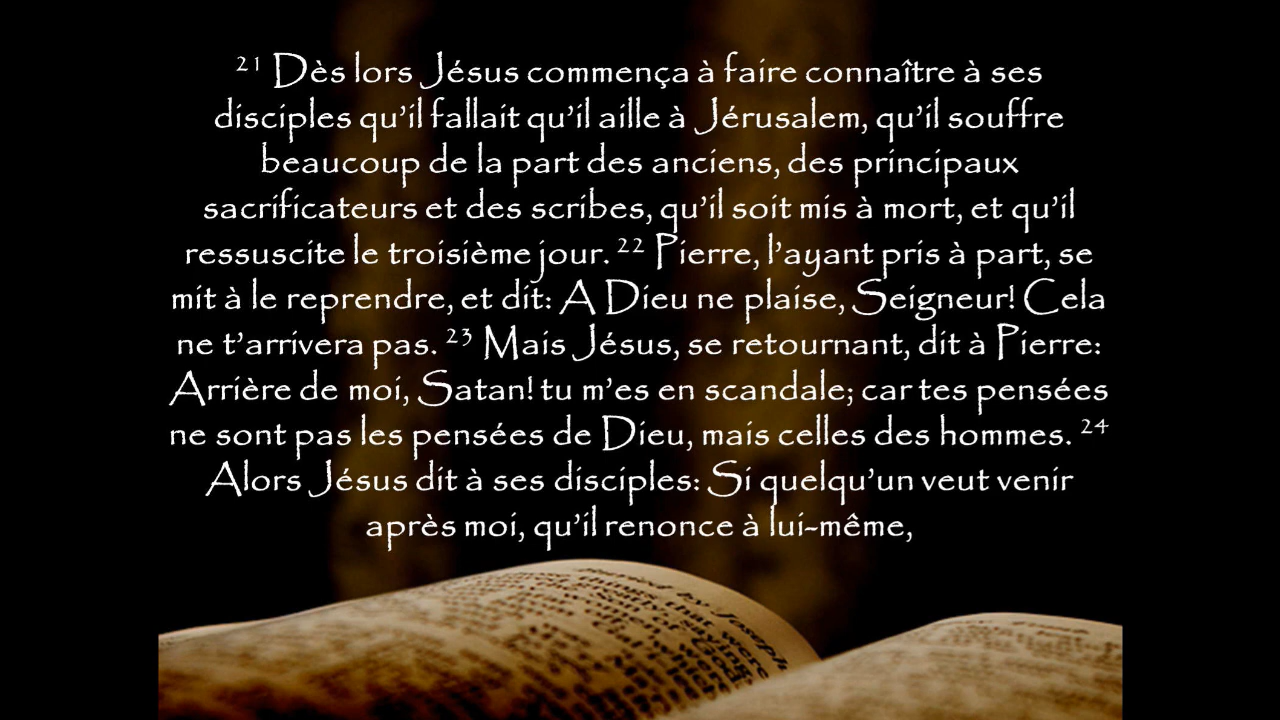 21 Dès lors Jésus commença à faire connaître à ses
disciples qu’il fallait qu’il aille à Jérusalem, qu’il souffre
beaucoup de la part des anciens, des principaux
sacrificateurs et des scribes, qu’il soit mis à mort, et qu’il
ressuscite le troisième jour. 22 Pierre, l’ayant pris à part, se
mit à le reprendre, et dit: A Dieu ne plaise, Seigneur! Cela
ne t’arrivera pas. 23 Mais Jésus, se retournant, dit à Pierre:
Arrière de moi, Satan! tu m’es en scandale; car tes pensées
ne sont pas les pensées de Dieu, mais celles des hommes. 24
Alors Jésus dit à ses disciples: Si quelqu’un veut venir
après moi, qu’il renonce à lui-même,